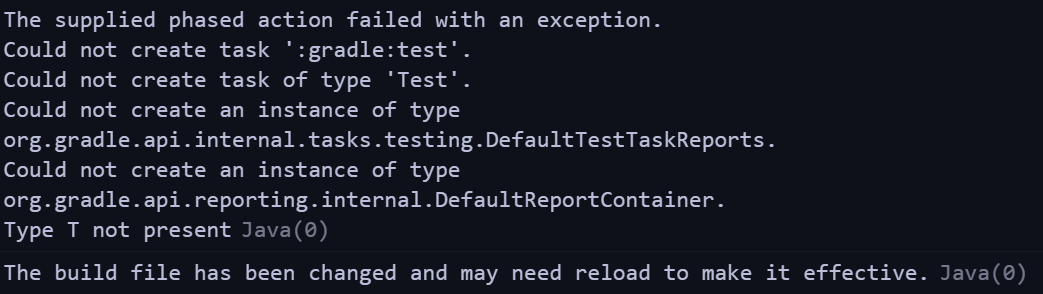 The supplied phased action failed with an exception.
Could not create task ':gradle:test'.
Could not create task of type 'Test'.
Could not create an instance of type
org.gradle.api.internal.tasks.testing.DefaultTestTaskReports.
Could not create an instance of type
org.gradle.api.reporting.internal.DefaultReportContainer.
Type T not present Java(0)
The build file has been changed and may need reload to make it effective. Java(0)